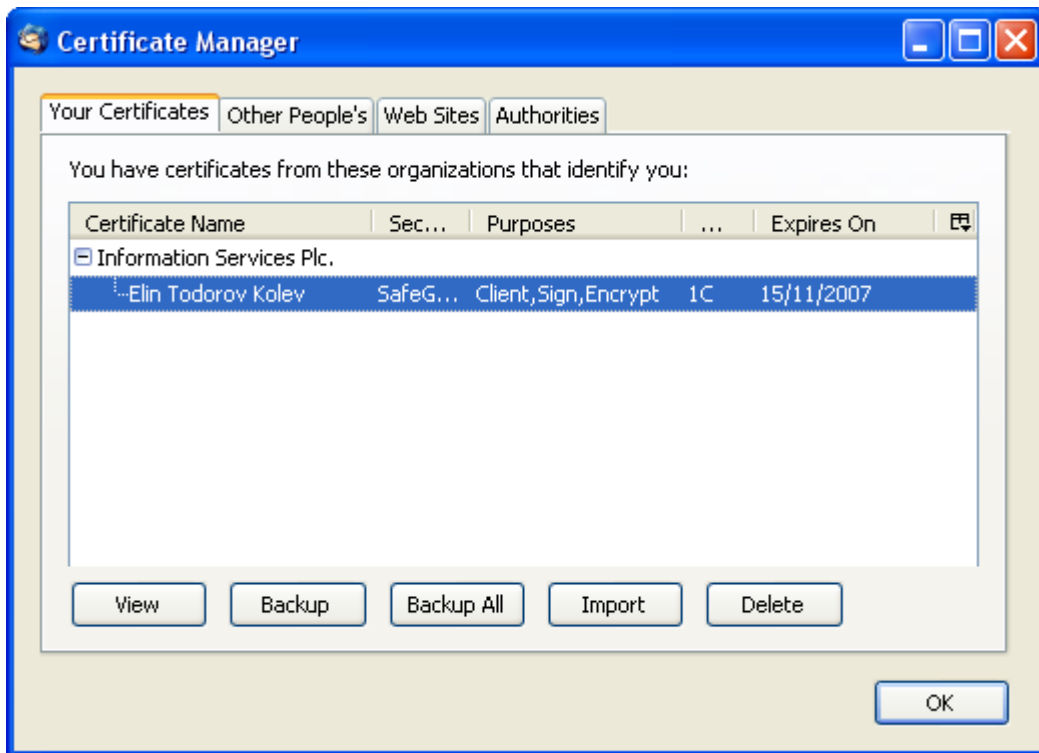 Certificate Manager
Your Certificates Other People's Web Sites Authorities
You have certificates from these organizations that identify you:
Certificate Name Sec... Purposes ... Expires On
Information Services Plc.
Elin Todorov Kolev SafeG... Client,Sign,Encrypt 1C 15/11/2007
View Backup Backup All Import Delete
OK